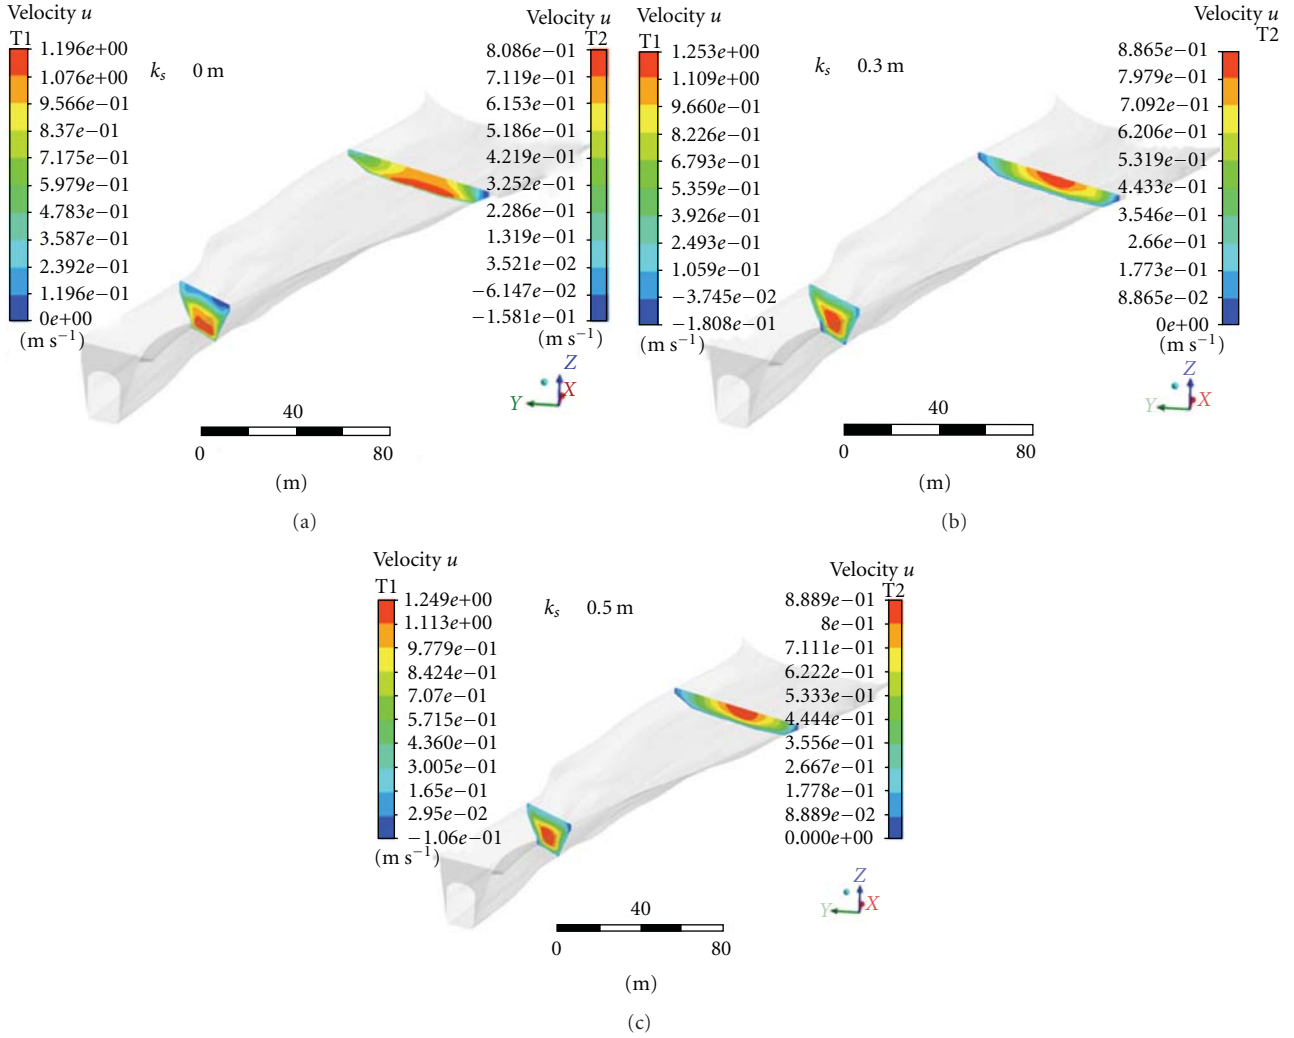 Velocity u
T1
1.196e+00
1.076e+00
9.566e−01
8.37e−01
7.175e−01
5.979e−01
4.783e−01
3.587e−01
2.392e−01
1.196e−01
0e+00
(m s−1)
ks 0 m
Velocity u
T2
8.086e−01
7.119e−01
6.153e−01
5.186e−01
4.219e−01
3.252e−01
2.286e−01
1.319e−01
3.521e−02
−6.147e−02
−1.581e−01
(m s−1)
Z
Y X
40
0 80
(m)
(a)
Velocity u
T1
1.253e+00
1.109e+00
9.660e−01
8.226e−01
6.793e−01
5.359e−01
3.926e−01
2.493e−01
1.059e−01
−3.745e−02
−1.808e−01
(m s−1)
ks 0.3 m
Velocity u
T2
8.865e−01
7.979e−01
7.092e−01
6.206e−01
5.319e−01
4.433e−01
3.546e−01
2.66e−01
1.773e−01
8.865e−02
0e+00
(m s−1)
Z
Y X
40
0 80
(m)
(b)
Velocity u
T1
1.249e+00
1.113e+00
9.779e−01
8.424e−01
7.07e−01
5.715e−01
4.360e−01
3.005e−01
1.65e−01
2.95e−02
−1.06e−01
(m s−1)
ks 0.5 m
Velocity u
T2
8.889e−01
8e−01
7.111e−01
6.222e−01
5.333e−01
4.444e−01
3.556e−01
2.667e−01
1.778e−01
8.889e−02
0.000e+00
Z
Y X
40
0 80
(m)
(c)